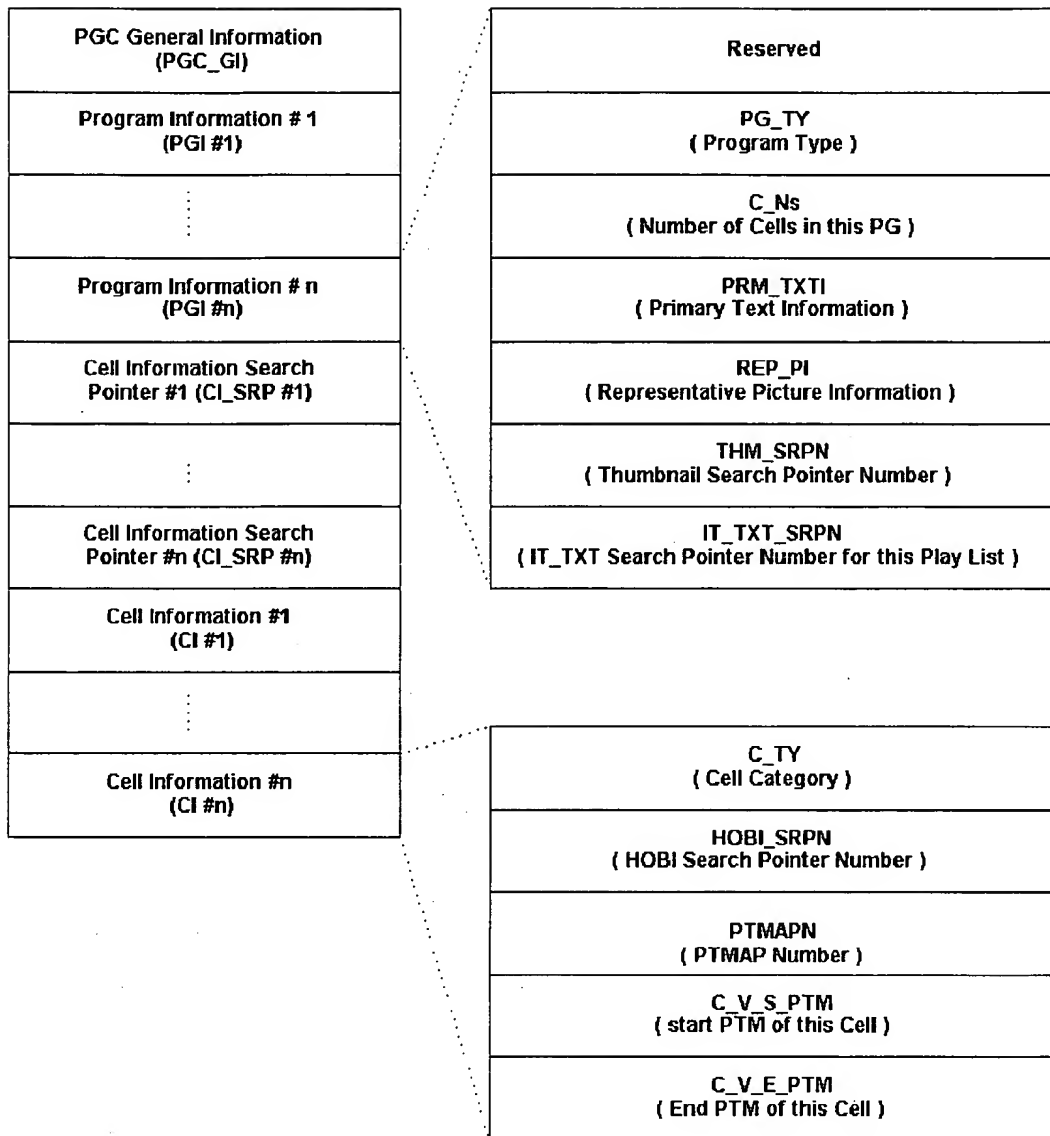 PGC General Information
(PGC_GI)
Program Information # 1
(PGI #1)
Program Information # n
(PGI #n)
Cell Information Search
Pointer #1 (CI_SRP #1)
Cell Information Search
Pointer #n (CI_SRP #n)
Cell Information #1
(CI #1)
Cell Information #n
(CI #n)
Reserved
PG_TY
( Program Type )
C_Ns
( Number of Cells in this PG )
PRM_TXTI
( Primary Text Information )
REP_PI
( Representative Picture Information )
THM_SRPN
( Thumbnail Search Pointer Number )
IT_TXT_SRPN
( IT_TXT Search Pointer Number for this Play List )
C_TY
( Cell Category )
HOBI_SRPN
( HOBI Search Pointer Number )
PTMAPN
( PTMAP Number )
C_V_S_PTM
( start PTM of this Cell )
C_V_E_PTM
( End PTM of this Cell )